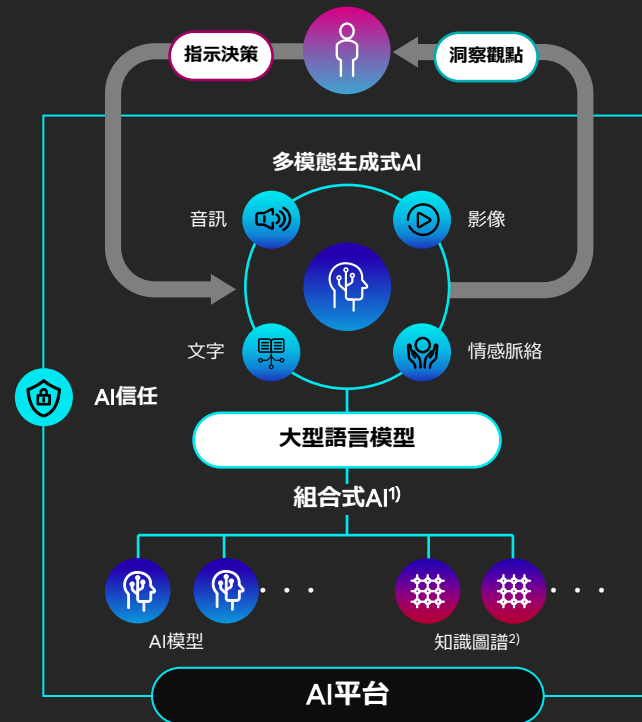 指示決策
洞察觀點
多模態生成式AI
音訊
影像
文字
情感脈絡
AI信任
大型語言模型
組合式AI¹⁾
AI模型
知識圖譜²⁾
AI平台